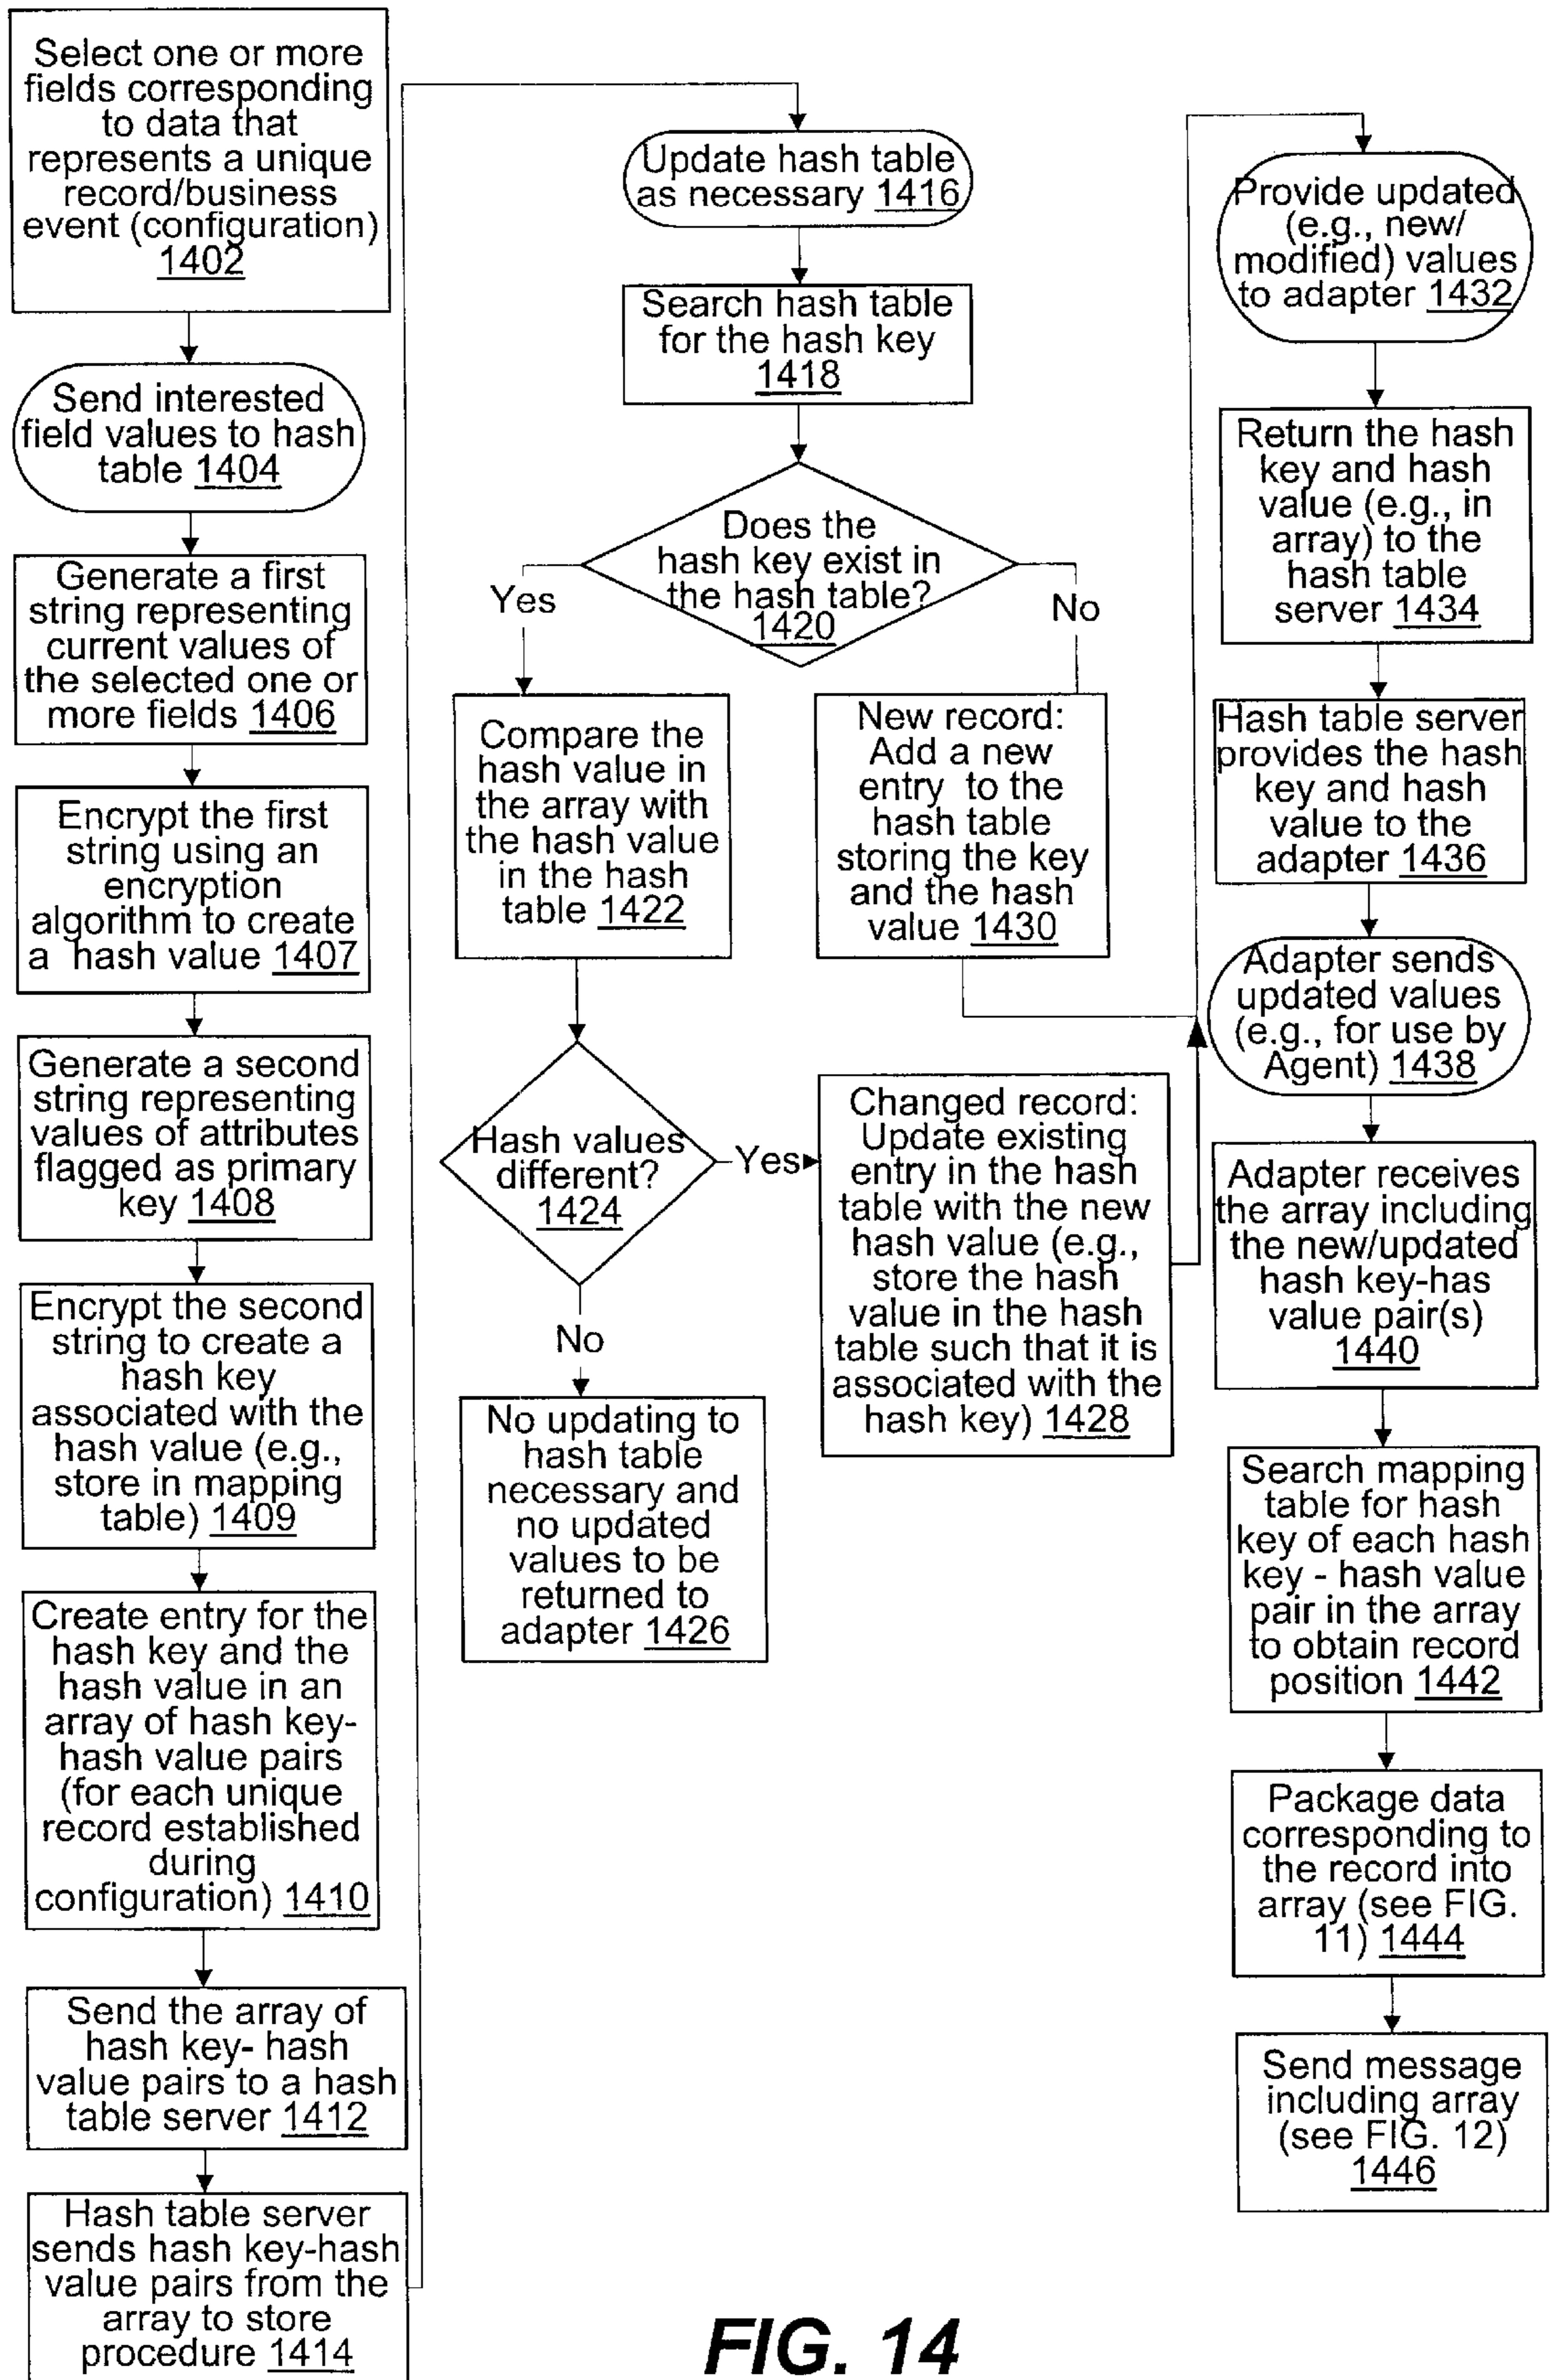 Select one or more
fields corresponding
to data that
represents a unique
record/business
event (configuration)
1402
Send interested
field values to hash
table 1404
Generate a first
string representing
current values of
the selected one or
more fields 1406
Encrypt the first
string using an
encryption
algorithm to create
a hash value 1407
Generate a second
string representing
values of attributes
flagged as primary
key 1408
Encrypt the second
string to create a
hash key
associated with the
hash value (e.g.,
store in mapping
table) 1409
Create entry for the
hash key and the
hash value in an
array of hash key-
hash value pairs
(for each unique
record established
during
configuration) 1410
Send the array of
hash key- hash
value pairs to a hash
table server 1412
Hash table server
sends hash key-hash
value pairs from the
array to store
procedure 1414
Update hash table
as necessary 1416
Search hash table
for the hash key
1418
Does the
hash key exist in
the hash table?
1420
Yes
No
Compare the
hash value in
the array with
the hash value
in the hash
table 1422
New record:
Add a new
entry to the
hash table
storing the key
and the hash
value 1430
Hash values
different?
1424
Yes
No
Changed record:
Update existing
entry in the hash
table with the new
hash value (e.g.,
store the hash
value in the hash
table such that it is
associated with the
hash key) 1428
No updating to
hash table
necessary and
no updated
values to be
returned to
adapter 1426
Provide updated
(e.g., new/
modified) values
to adapter 1432
Return the hash
key and hash
value (e.g., in
array) to the
hash table
server 1434
Hash table server
provides the hash
key and hash
value to the
adapter 1436
Adapter sends
updated values
(e.g., for use by
Agent) 1438
Adapter receives
the array including
the new/updated
hash key-has
value pair(s)
1440
Search mapping
table for hash
key of each hash
key - hash value
pair in the array
to obtain record
position 1442
Package data
corresponding to
the record into
array (see FIG.
11) 1444
Send message
including array
(see FIG. 12)
1446
FIG. 14